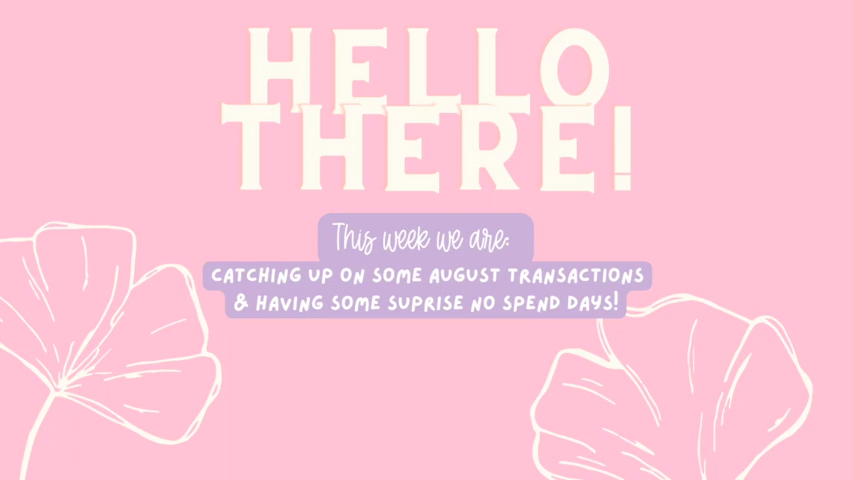 HELLO
THERE!
This week we are:
CATCHING UP ON SOME AUGUST TRANSACTIONS
& HAVING SOME SUPRISE NO SPEND DAYS!